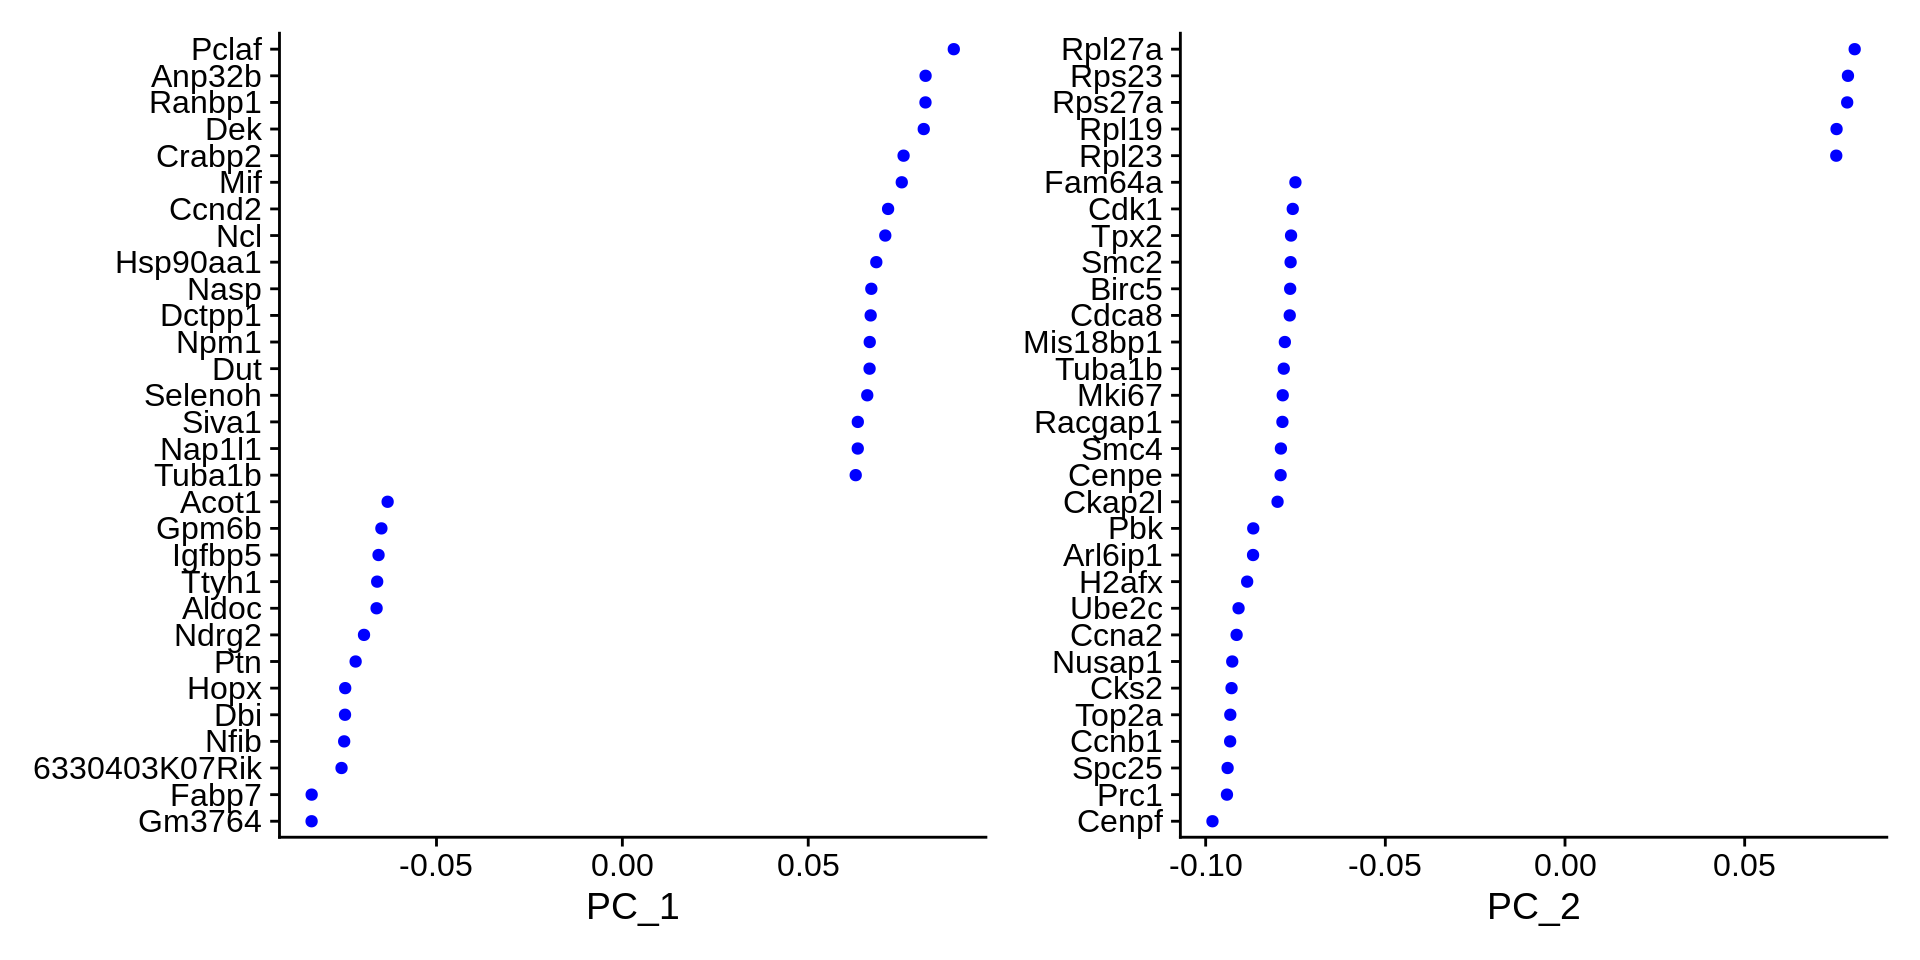 Pclaf
Anp32b
Ranbp1
Dek
Crabp2
Mif
Ccnd2
Ncl
Hsp90aa1
Nasp
Dctpp1
Npm1
Dut
Selenoh
Siva1
Nap1l1
Tuba1b
Acot1
Gpm6b
Igfbp5
Ttyh1
Aldoc
Ndrg2
Ptn
Hopx
Dbi
Nfib
6330403K07Rik
Fabp7
Gm3764
-0.05 0.00 0.05
PC_1
Rpl27a
Rps23
Rps27a
Rpl19
Rpl23
Fam64a
Cdk1
Tpx2
Smc2
Birc5
Cdca8
Mis18bp1
Tuba1b
Mki67
Racgap1
Smc4
Cenpe
Ckap2l
Pbk
Arl6ip1
H2afx
Ube2c
Ccna2
Nusap1
Cks2
Top2a
Ccnb1
Spc25
Prc1
Cenpf
-0.10 -0.05 0.00 0.05
PC_2